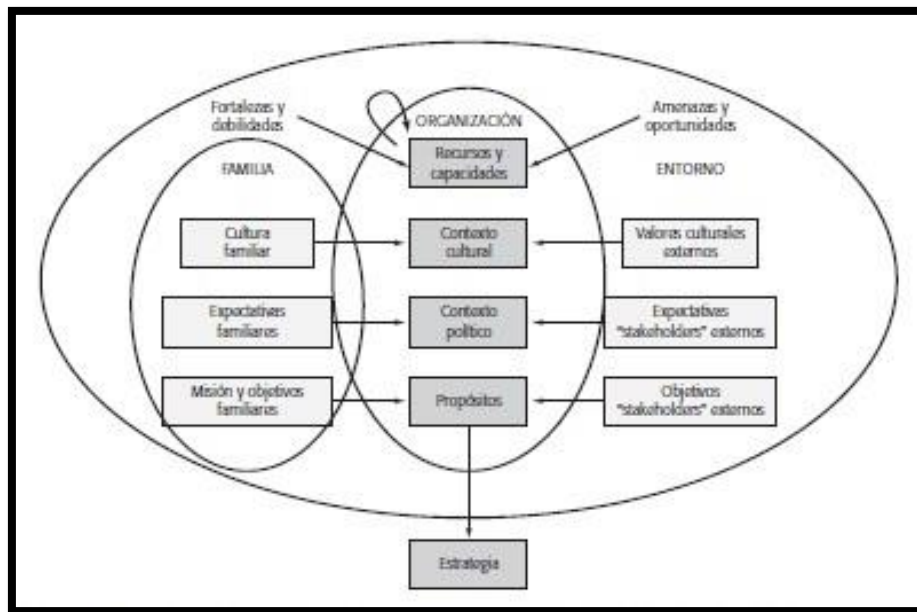 Fortalezas y
debilidades
ORGANIZACIÓN
Amenazas y
oportunidades
Recursos y
capacidades
FAMILIA
ENTORNO
Cultura
familiar
Contexto
cultural
Valores culturales
externos
Expectativas
familiares
Contexto
político
Expectativas
"stakeholders" externos
Misión y objetivos
familiares
Propósitos
Objetivos
"stakeholders" externos
Estrategia